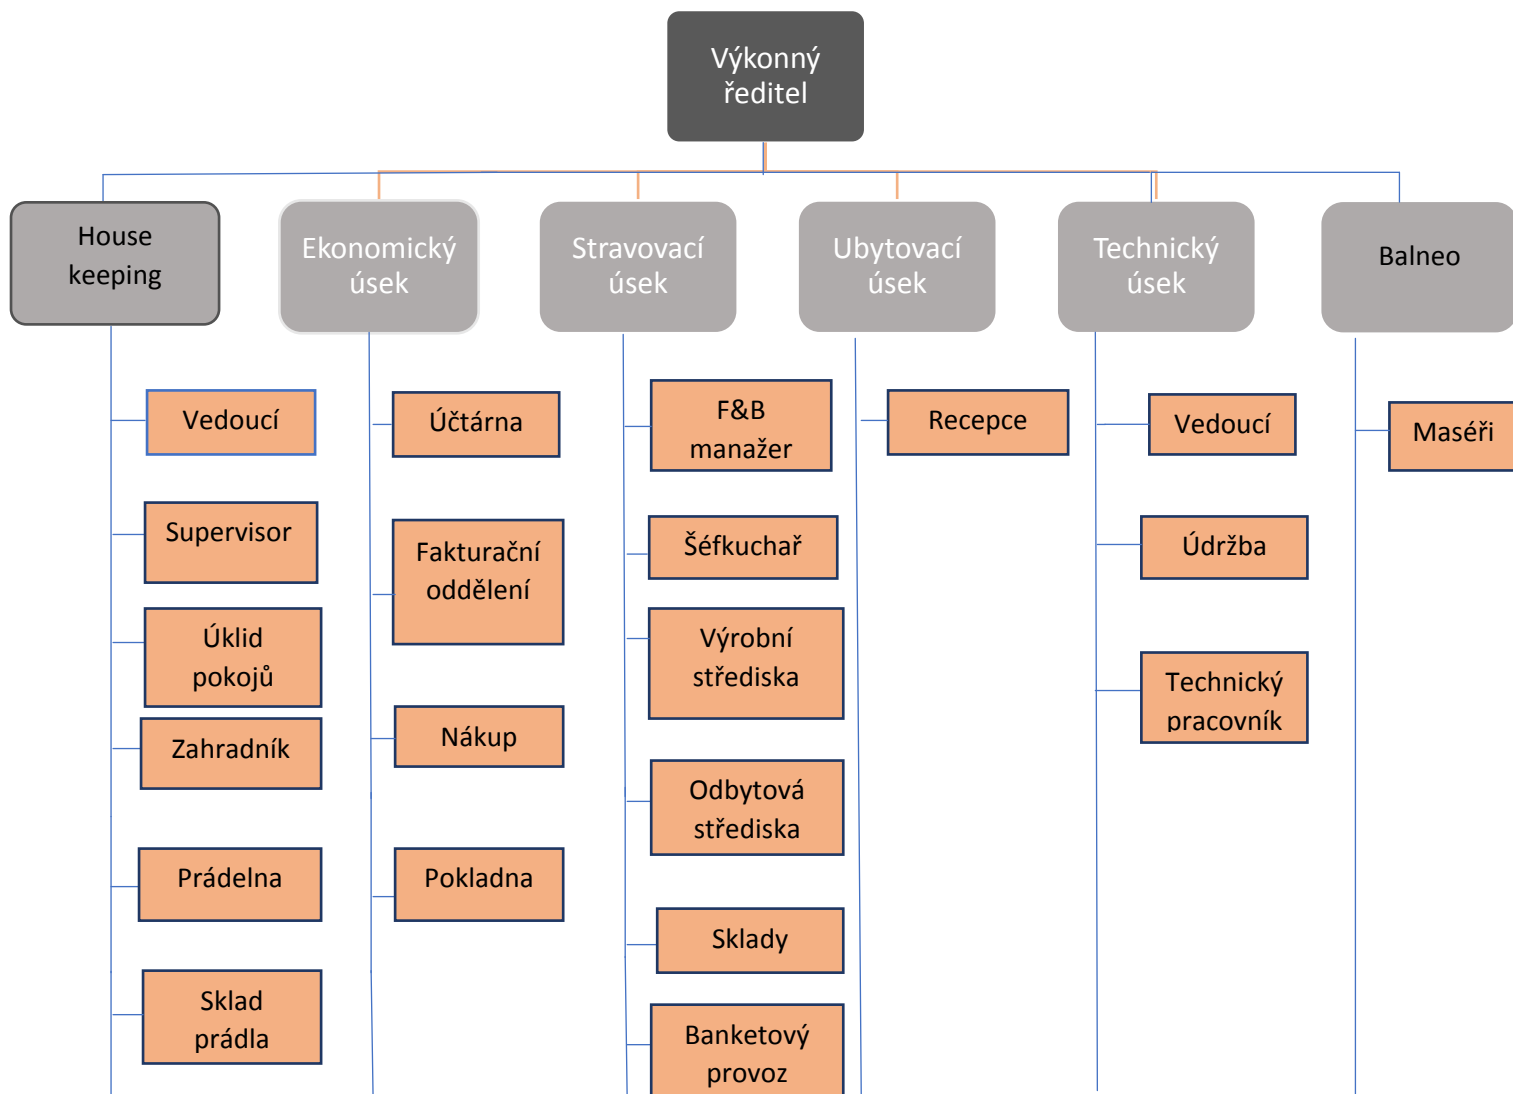 Výkonný
ředitel
House
keeping
Ekonomický
úsek
Stravovací
úsek
Ubytovací
úsek
Technický
úsek
Balneo
Vedoucí
Supervisor
Úklid
pokojů
Zahradník
Prádelna
Sklad
prádla
Účtárna
Fakturační
oddělení
Nákup
Pokladna
F&B
manažer
Šéfkuchař
Výrobní
střediska
Odbytová
střediska
Sklady
Banketový
provoz
Recepce
Vedoucí
Údržba
Technický
pracovník
Maséři